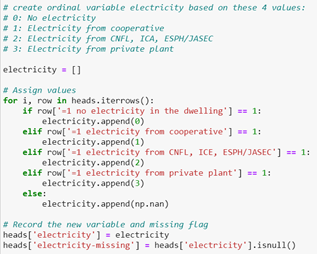 # create ordinal variable electricity based on these 4 values:
# 0: No electricity
# 1: Electricity from cooperative
# 2: Electricity from CNFL, ICA, ESPH/JASEC
# 3: Electricity from private plant
electricity = []
# Assign values
for i, row in heads.iterrows():
    if row['=1 no electricity in the dwelling'] == 1:
        electricity.append(0)
    elif row['=1 electricity from cooperative'] == 1:
        electricity.append(1)
    elif row['=1 electricity from CNFL, ICE, ESPH/JASEC'] == 1:
        electricity.append(2)
    elif row['=1 electricity from private plant'] == 1:
        electricity.append(3)
    else:
        electricity.append(np.nan)
# Record the new variable and missing flag
heads['electricity'] = electricity
heads['electricity-missing'] = heads['electricity'].isnull()